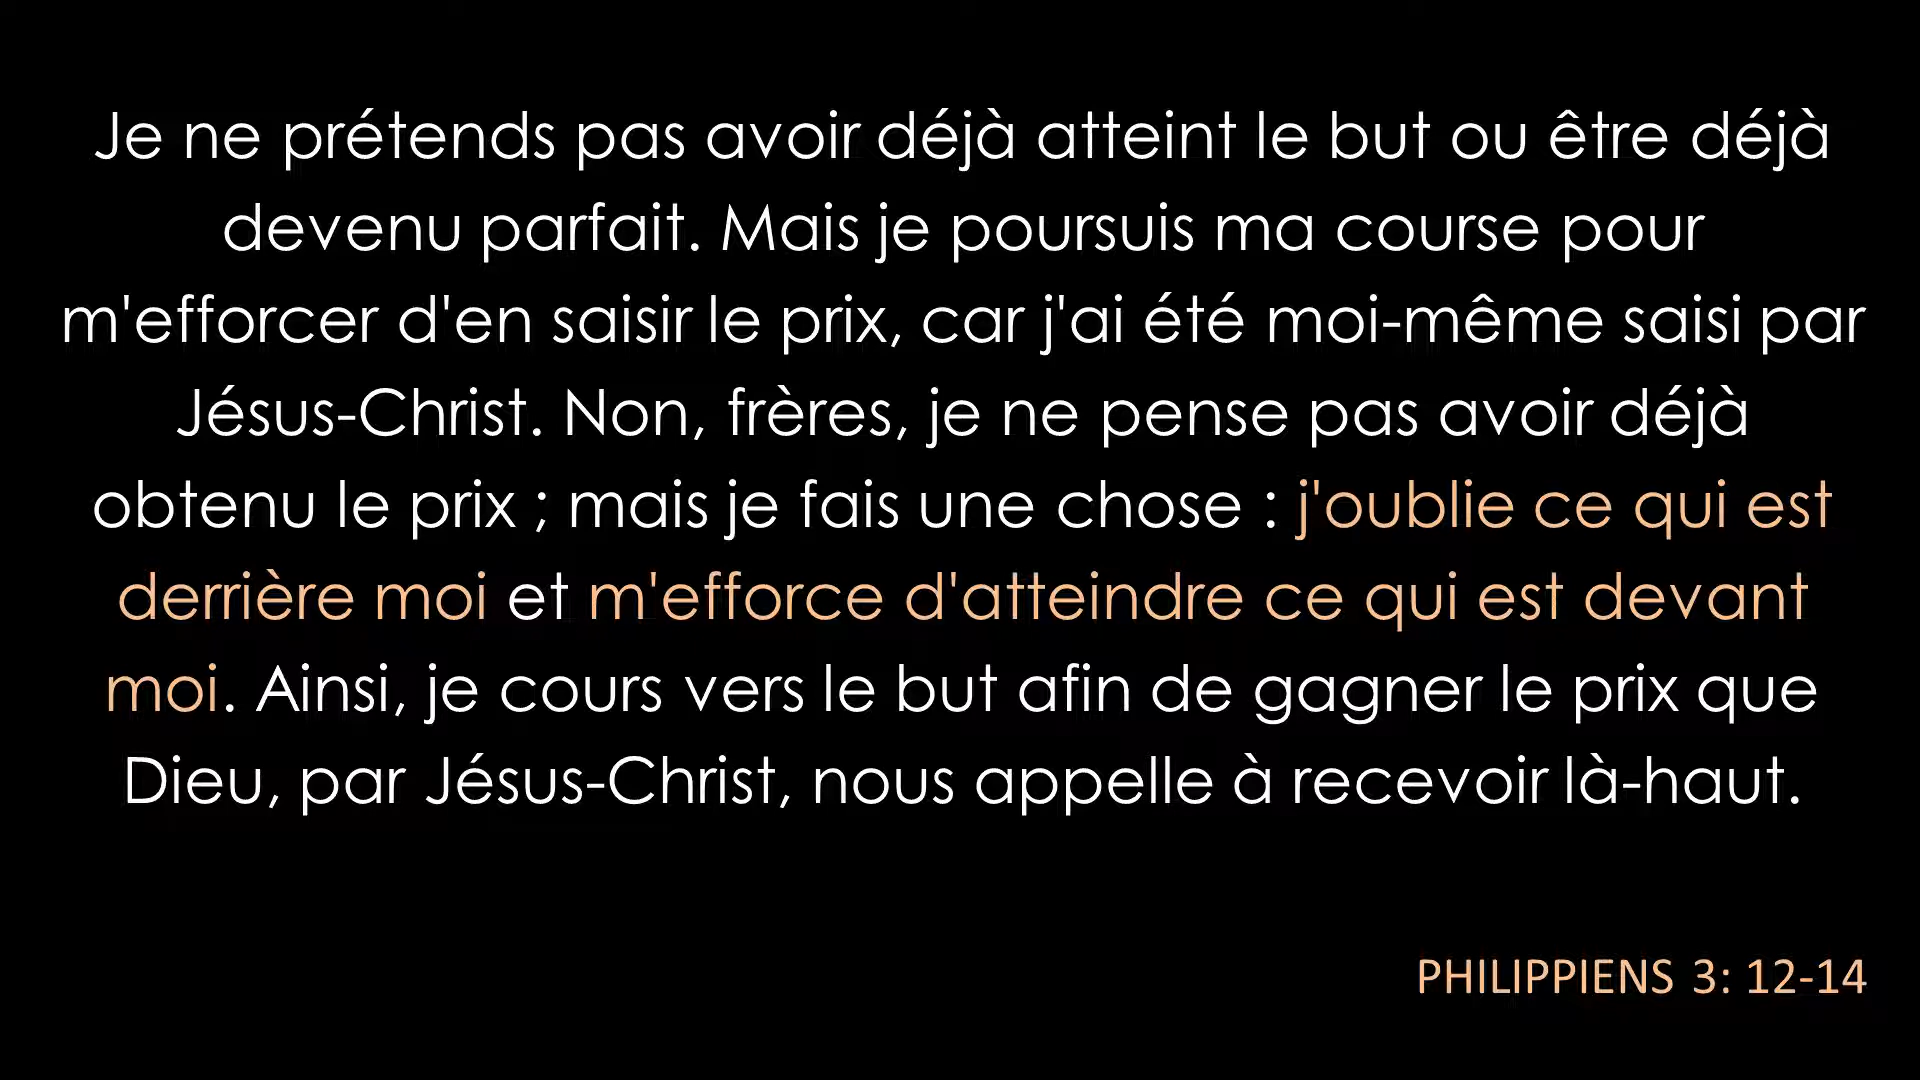 Je ne prétends pas avoir déjà atteint le but ou être déjà
devenu parfait. Mais je poursuis ma course pour
m'efforcer d'en saisir le prix, car j'ai été moi-même saisi par
Jésus-Christ. Non, frères, je ne pense pas avoir déjà
obtenu le prix ; mais je fais une chose : j'oublie ce qui est
derrière moi et m'efforce d'atteindre ce qui est devant
moi. Ainsi, je cours vers le but afin de gagner le prix que
Dieu, par Jésus-Christ, nous appelle à recevoir là-haut.
PHILIPPIENS 3: 12-14